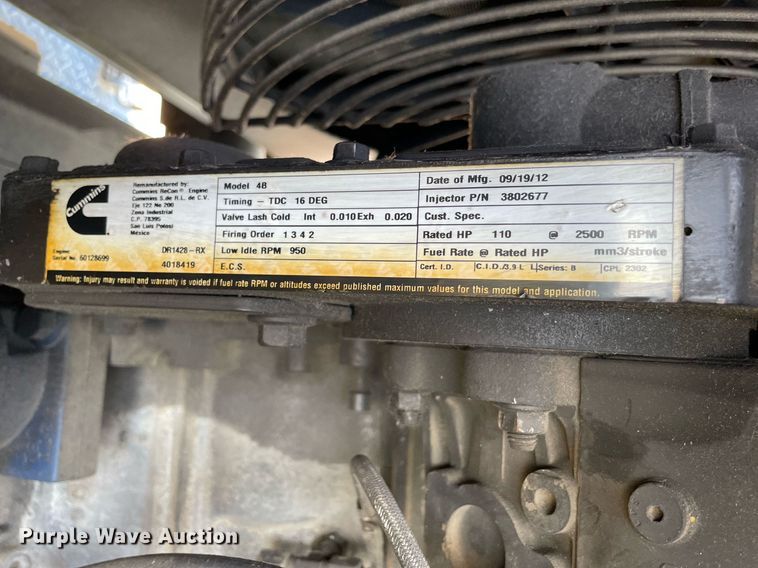 Cummins
Remanufactured by:
Cummins ReCon® Engine
Cummins S.de R.L. de C.V.
Eje 122 No 200
Zona Industrial
C.P. 78395
San Luis Potosi
México
Engine
Serial No. 60128699
DR1428-RX
4018419
Model 4B
Timing - TDC 16 DEG
Valve Lash Cold Int 0.010 Exh 0.020
Firing Order 1 3 4 2
Low Idle RPM 950
E.C.S.
Date of Mfg. 09/19/12
Injector P/N 3802677
Cust. Spec.
Rated HP 110 @ 2500 RPM
Fuel Rate @ Rated HP mm3/stroke
Cert. I.D. C.I.D./3.9 L Series: B CPL 2302
Warning: Injury may result and warranty is voided if fuel rate RPM or altitudes exceed published maximum values for this model and application.
Purple Wave Auction